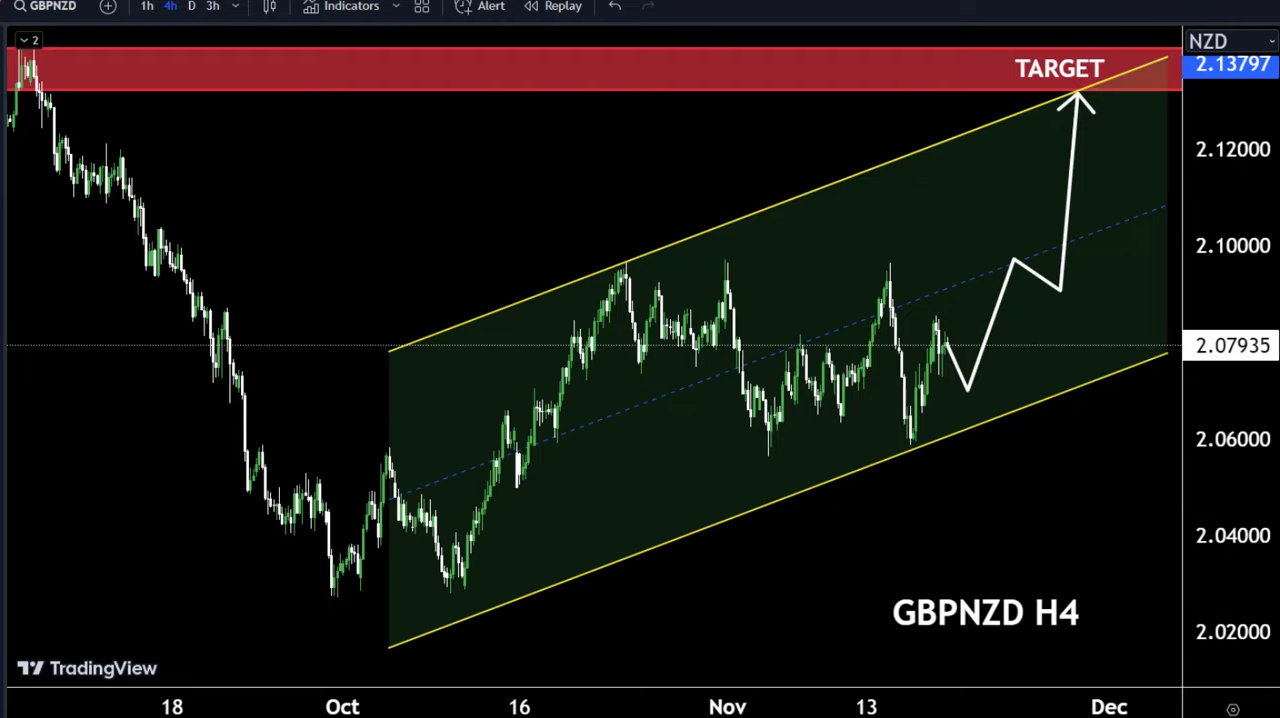 GBPNZD 1h 4h D 3h Indicators Alert Replay
2
NZD
TARGET
2.13797
2.12000
2.10000
2.07935
2.06000
2.04000
GBPNZD H4
2.02000
TradingView
18 Oct 16 Nov 13 Dec